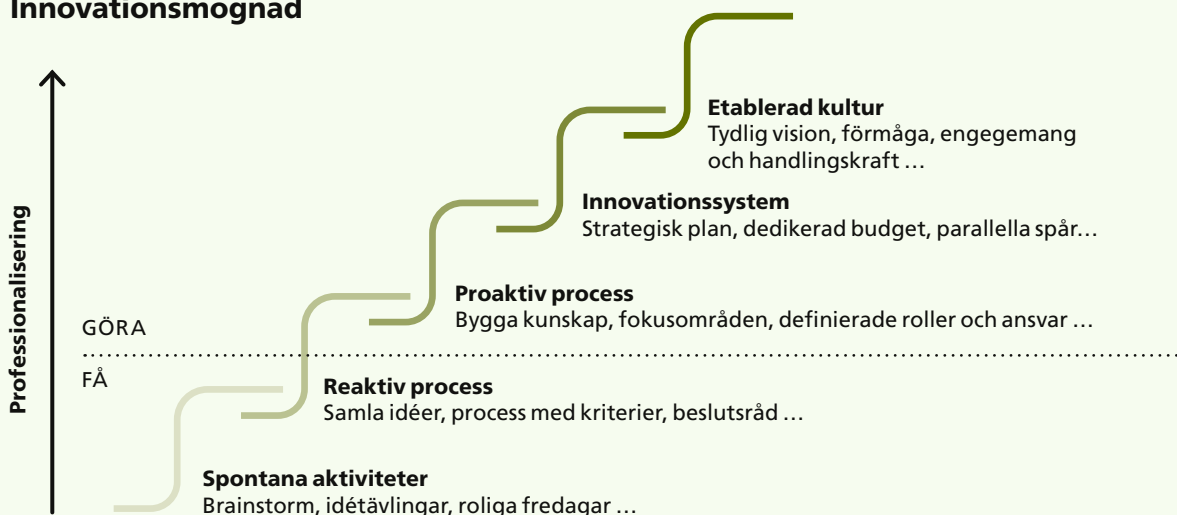 Innovationsmognad
Etablerad kultur
Tydlig vision, förmåga, engegemang
och handlingskraft …
Innovationssystem
Strategisk plan, dedikerad budget, parallella spår…
Proaktiv process
Bygga kunskap, fokusområden, definierade roller och ansvar …
GÖRA
FÅ
Reaktiv process
Samla idéer, process med kriterier, beslutsråd …
Spontana aktiviteter
Brainstorm, idétävlingar, roliga fredagar …
Professionalisering